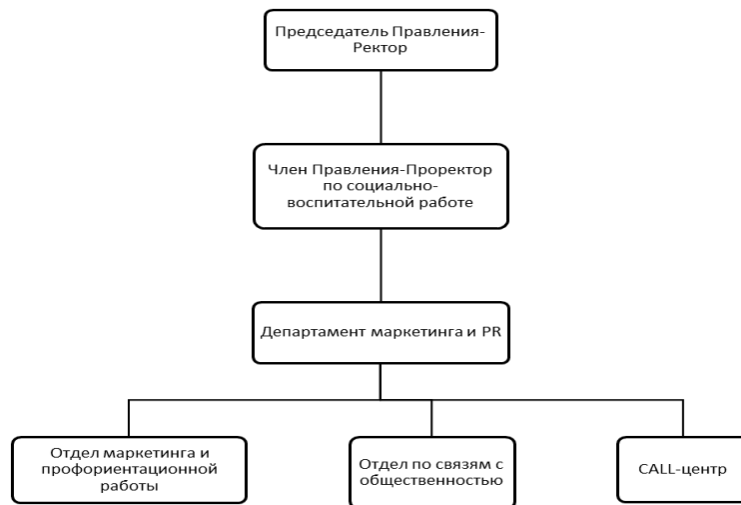 Председатель Правления-
Ректор
Член Правления-Проректор
по социально-
воспитательной работе
Департамент маркетинга и PR
Отдел маркетинга и
профориентационной
работы
Отдел по связям с
общественностью
CALL-центр